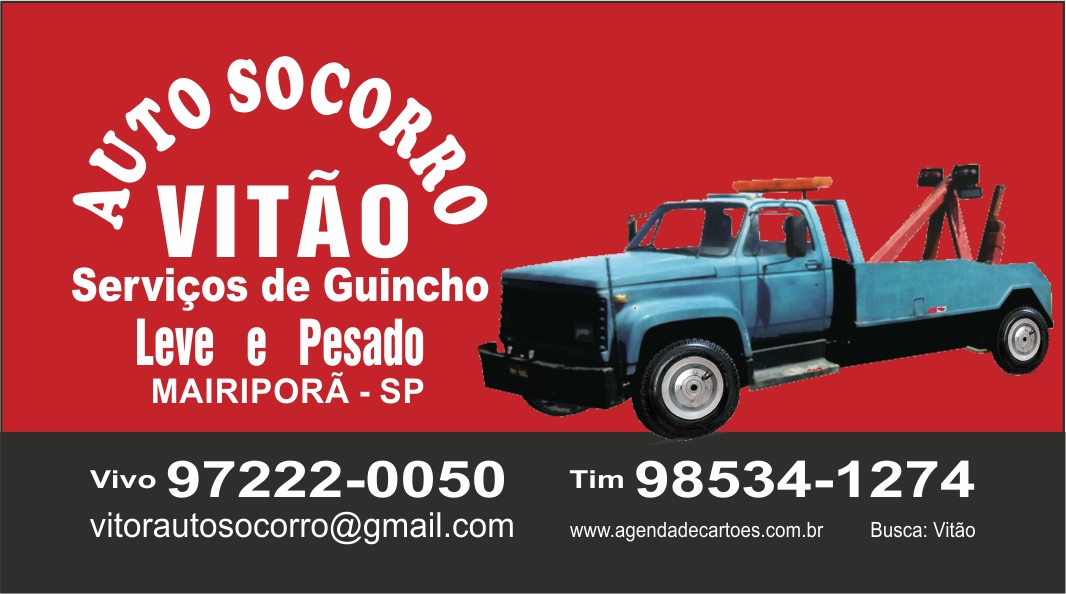 AUTO SOCORRO
VITÃO
Serviços de Guincho
Leve e Pesado
MAIRIPORÃ - SP
Vivo 97222-0050
Tim 98534-1274
vitorautosocorro@gmail.com
www.agendadecartoes.com.br Busca: Vitão